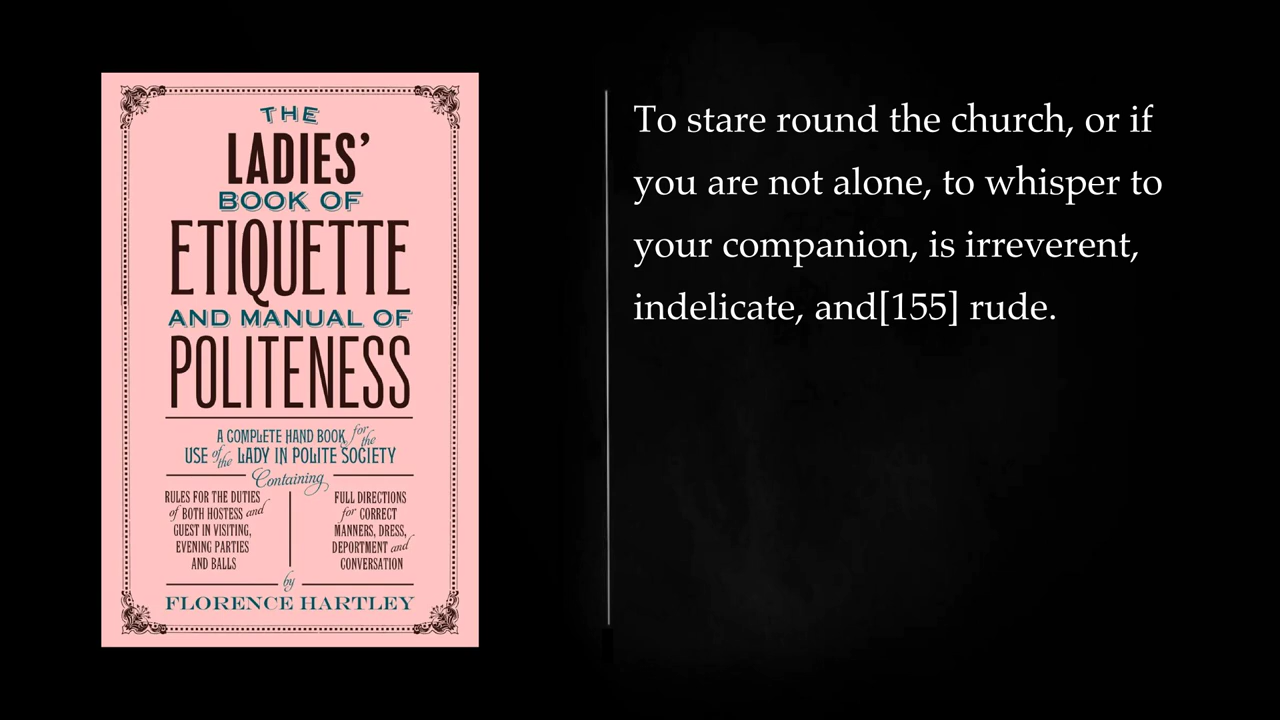 THE
LADIES'
BOOK OF
ETIQUETTE
AND MANUAL OF
POLITENESS
A COMPLETE HAND BOOK for the
USE of the LADY IN POLITE SOCIETY
Containing
RULES FOR THE DUTIES
of BOTH HOSTESS and
GUEST IN VISITING,
EVENING PARTIES
AND BALLS
FULL DIRECTIONS
for CORRECT
MANNERS, DRESS,
DEPORTMENT and
CONVERSATION
by
FLORENCE HARTLEY
To stare round the church, or if
you are not alone, to whisper to
your companion, is irreverent,
indelicate, and[155] rude.